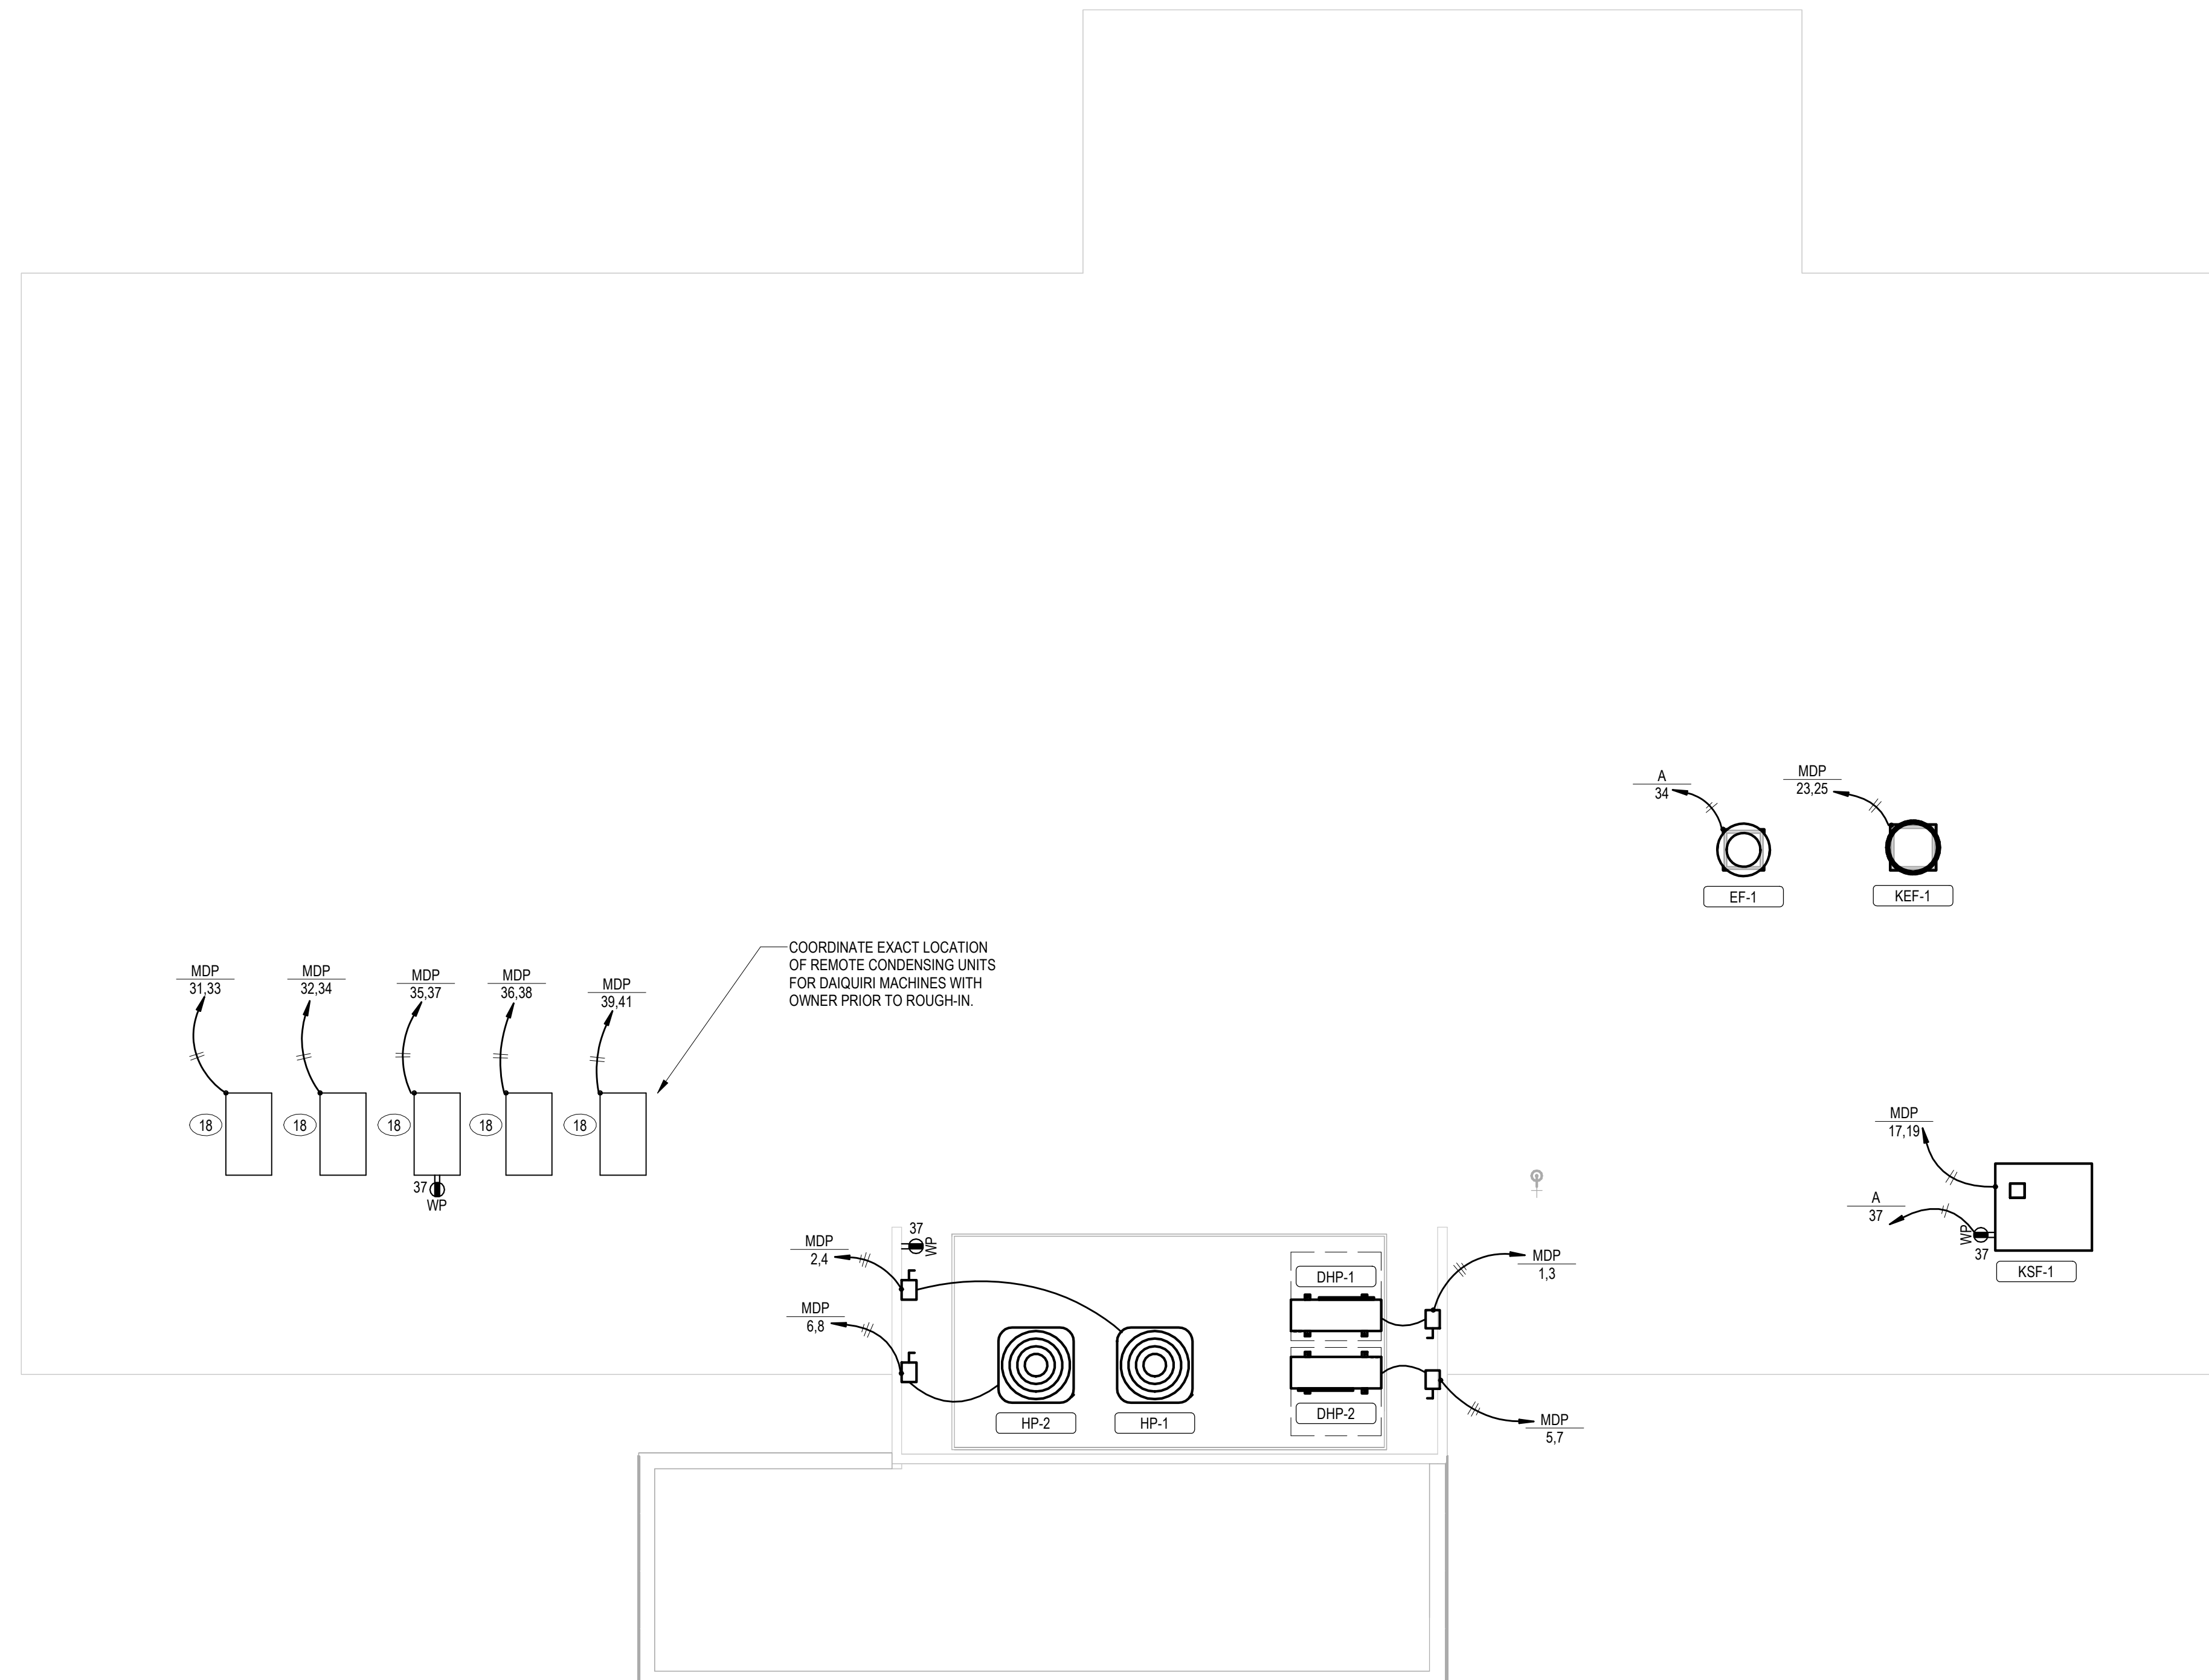 A
34
MDP
23,25
EF-1
KEF-1
COORDINATE EXACT LOCATION
OF REMOTE CONDENSING UNITS
FOR DAIQUIRI MACHINES WITH
OWNER PRIOR TO ROUGH-IN.
MDP
31,33
MDP
32,34
MDP
35,37
MDP
36,38
MDP
39,41
18
18
18
18
18
37
WP
MDP
17,19
A
37
WP
37
KSF-1
37
WP
MDP
2,4
MDP
6,8
DHP-1
MDP
1,3
HP-2
HP-1
DHP-2
MDP
5,7